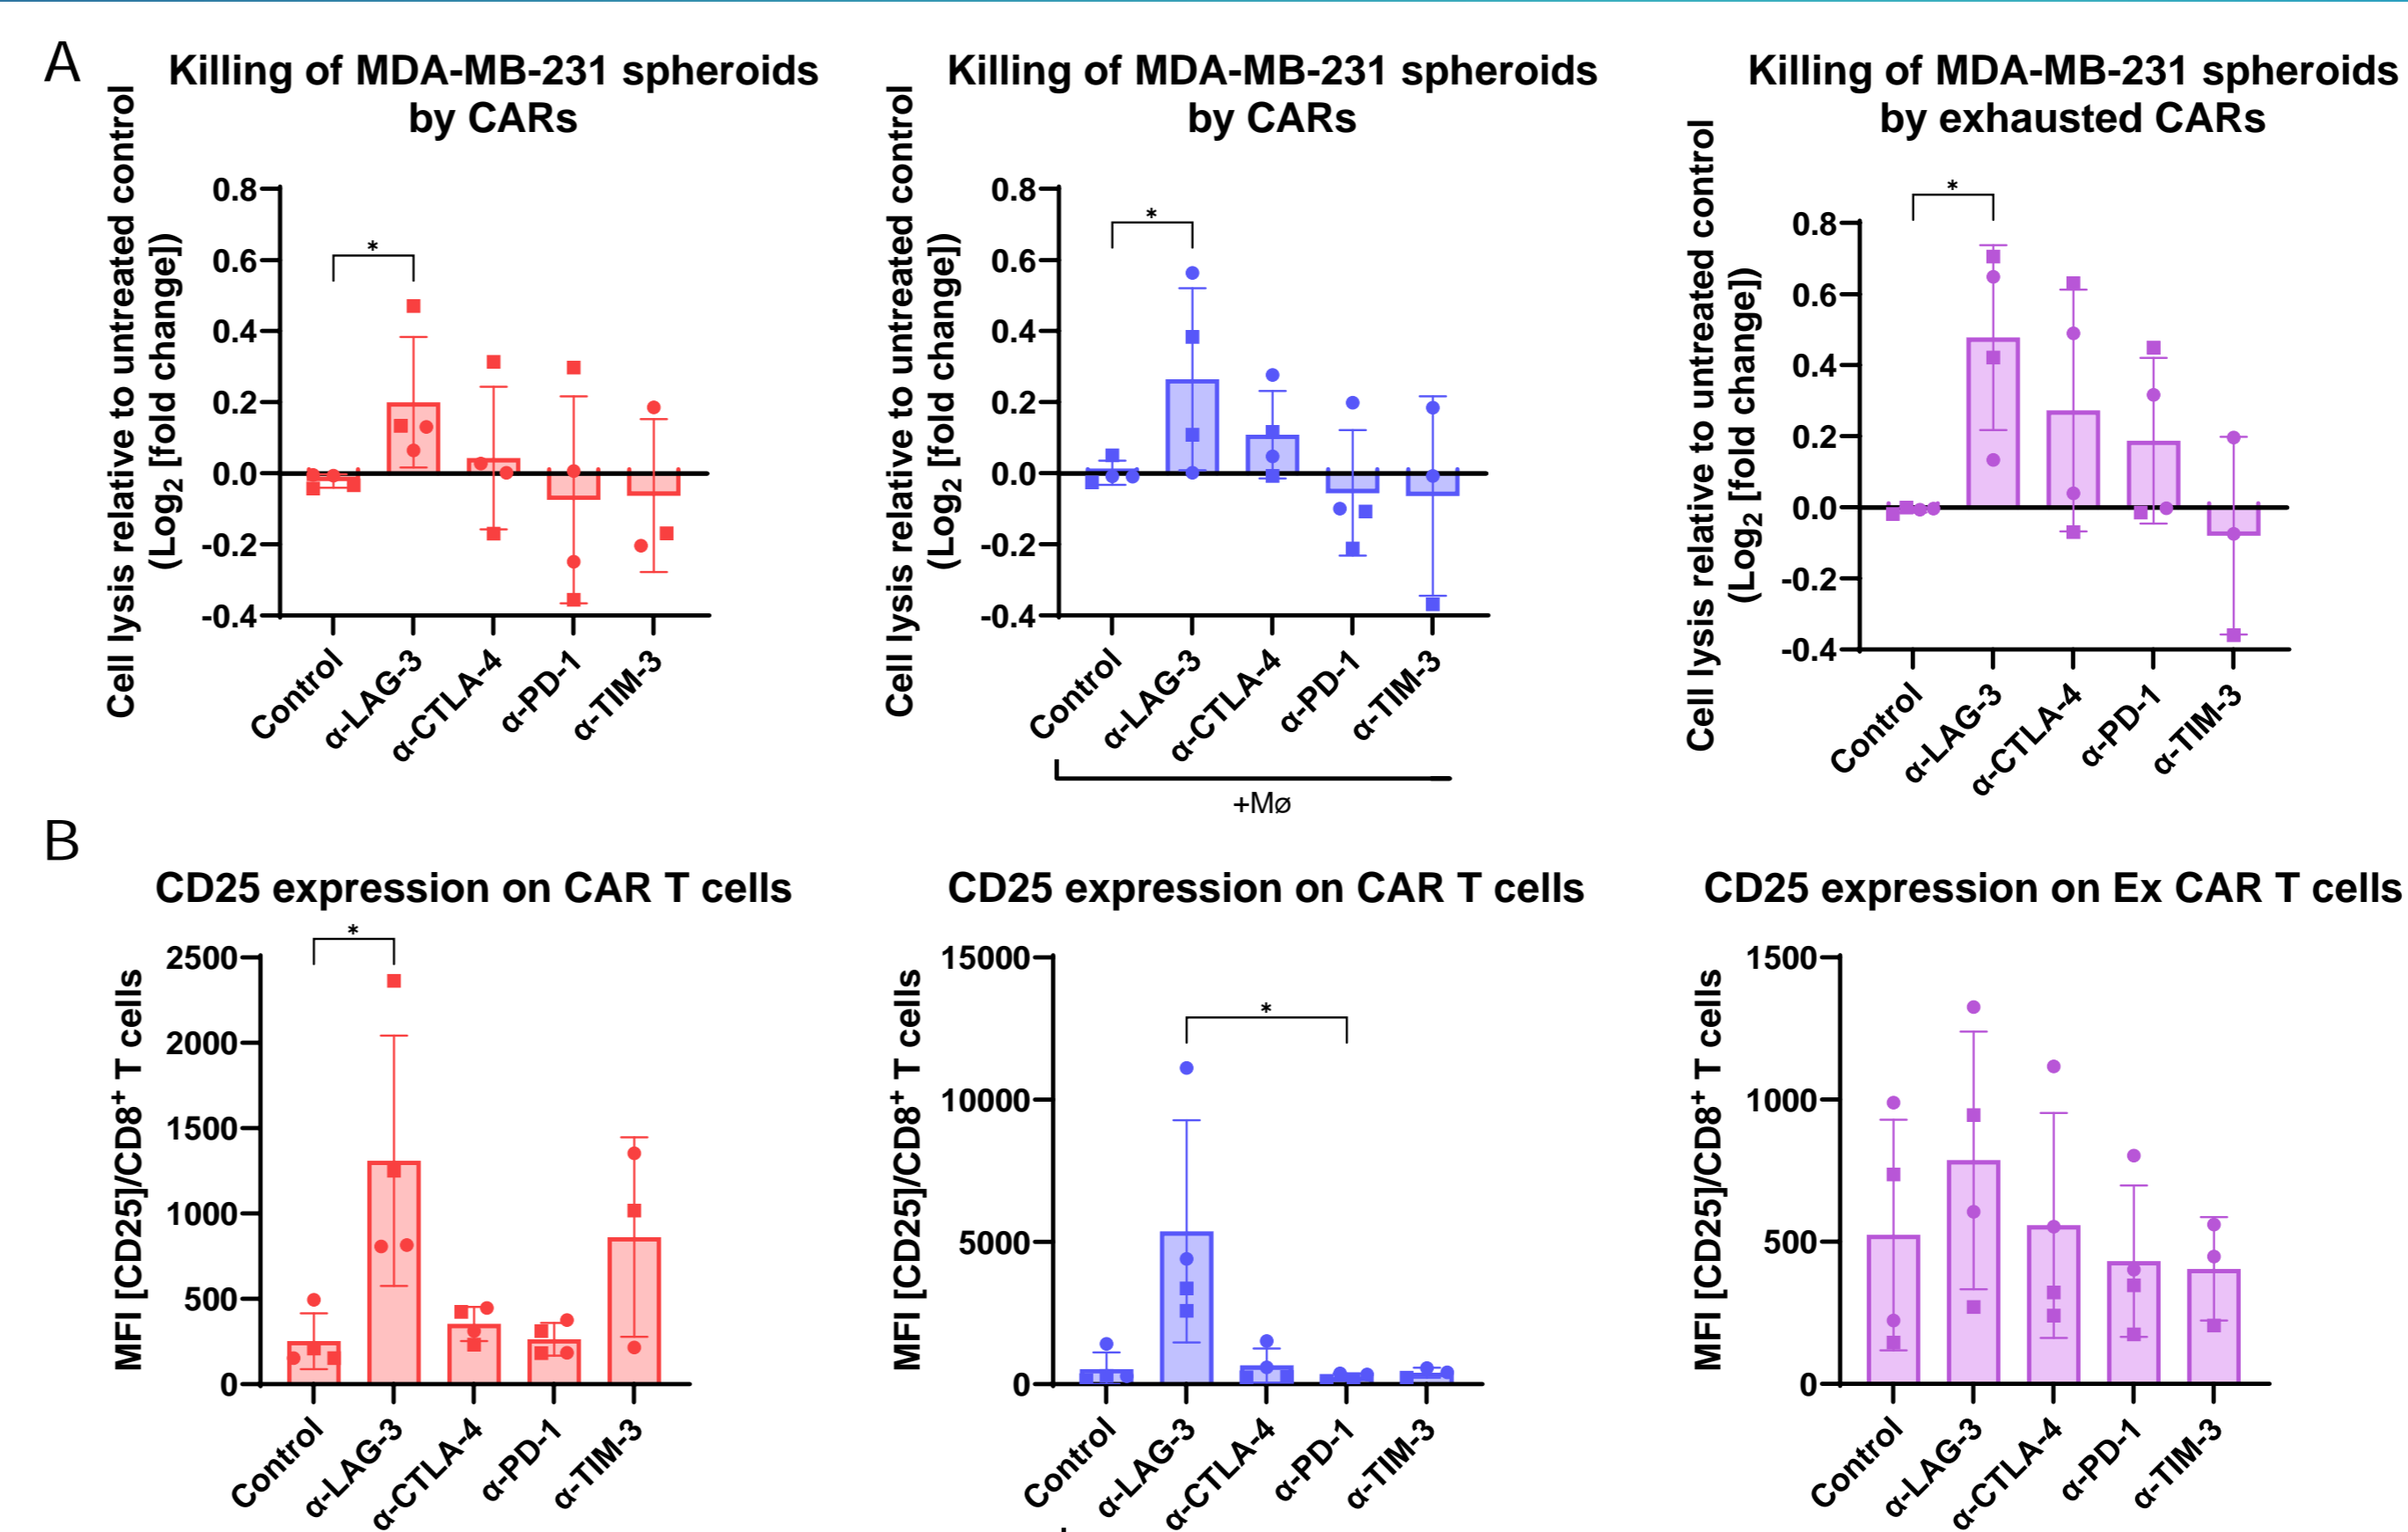 A
Killing of MDA-MB-231 spheroids
by CARs
Cell lysis relative to untreated control
(Log2 [fold change])
0.8
0.6
0.4
0.2
0.0
-0.2
-0.4
*
Control
α-LAG-3
α-CTLA-4
α-PD-1
α-TIM-3
Killing of MDA-MB-231 spheroids
by CARs
Cell lysis relative to untreated control
(Log2 [fold change])
0.8
0.6
0.4
0.2
0.0
-0.2
-0.4
*
Control
α-LAG-3
α-CTLA-4
α-PD-1
α-TIM-3
+Mø
Killing of MDA-MB-231 spheroids
by exhausted CARs
Cell lysis relative to untreated control
(Log2 [fold change])
0.8
0.6
0.4
0.2
0.0
-0.2
-0.4
*
Control
α-LAG-3
α-CTLA-4
α-PD-1
α-TIM-3
B
CD25 expression on CAR T cells
MFI [CD25]/CD8+ T cells
2500
2000
1500
1000
500
0
*
Control
α-LAG-3
α-CTLA-4
α-PD-1
α-TIM-3
CD25 expression on CAR T cells
MFI [CD25]/CD8+ T cells
15000
10000
5000
0
*
Control
α-LAG-3
α-CTLA-4
α-PD-1
α-TIM-3
CD25 expression on Ex CAR T cells
MFI [CD25]/CD8+ T cells
1500
1000
500
0
Control
α-LAG-3
α-CTLA-4
α-PD-1
α-TIM-3